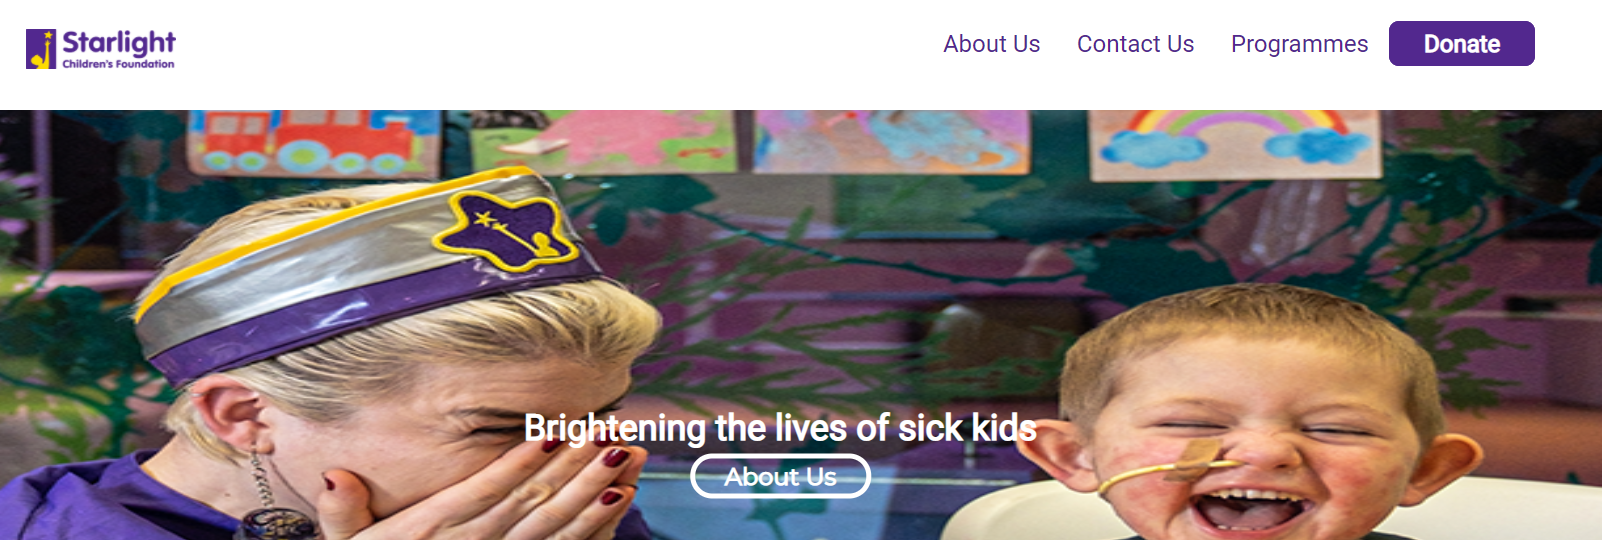 Starlight
Children's Foundation
About Us
Contact Us
Programmes
Donate
Brightening the lives of sick kids
About Us